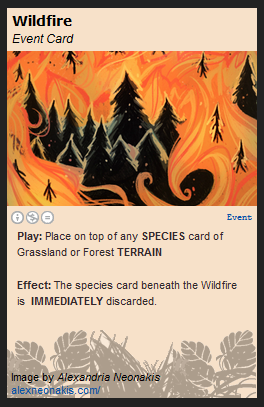 Wildfire
Event Card
Event
Play: Place on top of any SPECIES card of
Grassland or Forest TERRAIN
Effect: The species card beneath the Wildfire
is IMMEDIATELY discarded.
Image by Alexandria Neonakis
alexneonakis.com/